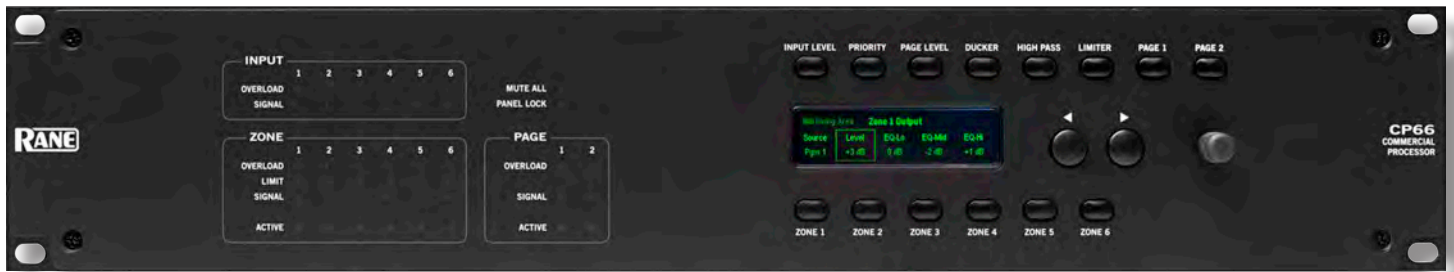 RANE
INPUT
1 2 3 4 5 6
OVERLOAD
SIGNAL
MUTE ALL
PANEL LOCK
ZONE
1 2 3 4 5 6
OVERLOAD
LIMIT
SIGNAL
ACTIVE
PAGE
1 2
OVERLOAD
SIGNAL
ACTIVE
INPUT LEVEL PRIORITY PAGE LEVEL DUCKER HIGH PASS LIMITER PAGE 1 PAGE 2
Area Zone 1 Output
Source Level EQ-Lo EQ-Mid EQ-Hi
Pgm 1 +3 dB 0 dB -2 dB +1 dB
ZONE 1 ZONE 2 ZONE 3 ZONE 4 ZONE 5 ZONE 6
CP66
COMMERCIAL
PROCESSOR